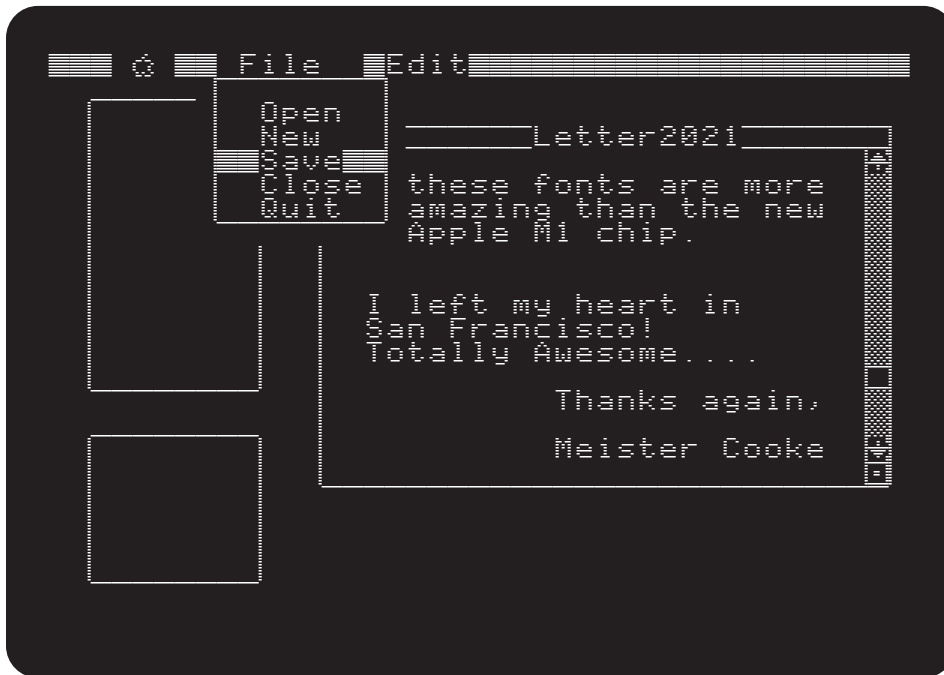 File Edit
Open
New
Save
Close
Quit
Letter2021
these fonts are more
amazing than the new
Apple M1 chip.
I left my heart in
San Francisco!
Totally Awesome....
Thanks again,
Meister Cooke